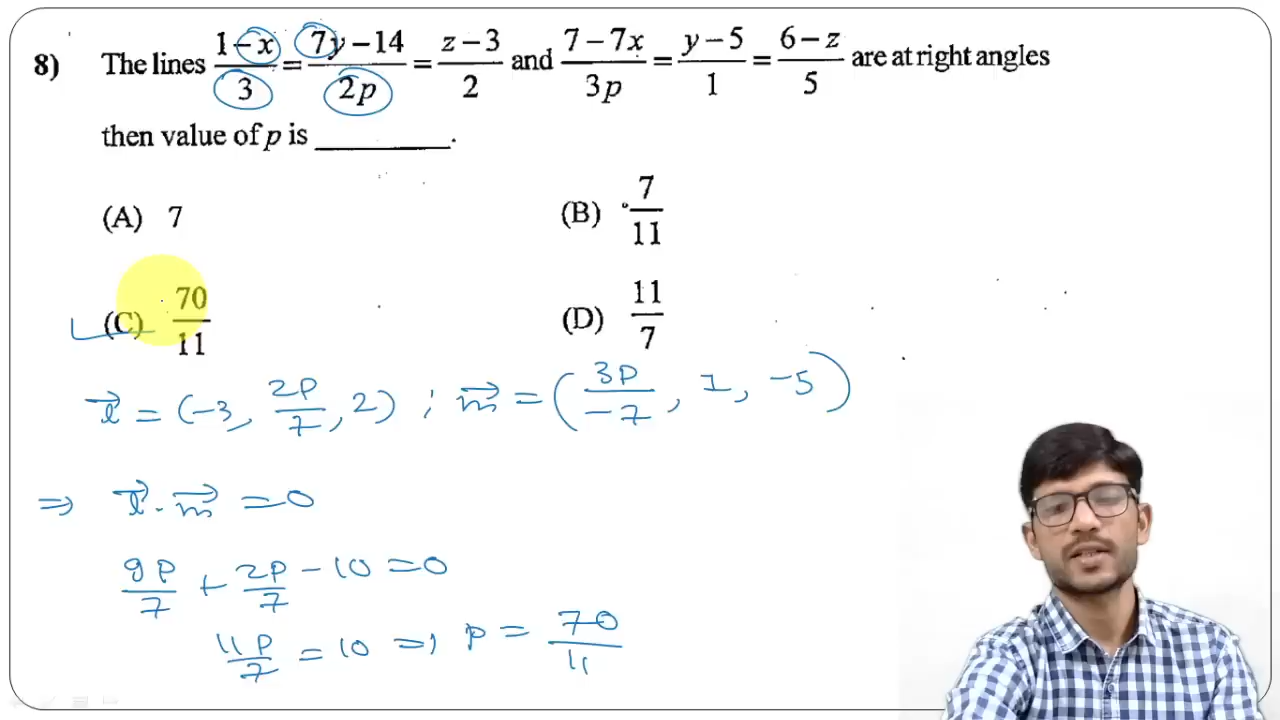 8) The lines (1 − x)/3 = (7y − 14)/2p = (z − 3)/2 and (7 − 7x)/3p = (y − 5)/1 = (6 − z)/5 are at right angles
then value of p is ________.
(A) 7 (B) 7/11
(C) 70/11 (D) 11/7
l⃗ = (−3, 2p/7, 2) ; m⃗ = (3p/−7, 1, −5)
⇒ l⃗ · m⃗ = 0
9p/7 + 2p/7 − 10 = 0
11p/7 = 10 ⇒ p = 70/11